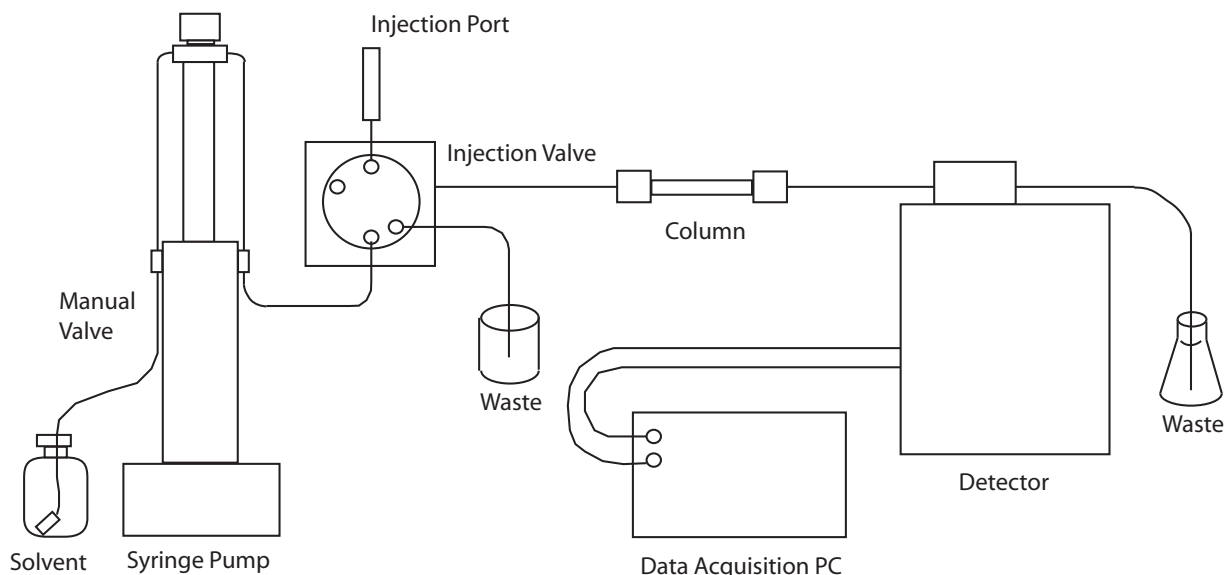 Injection Port
Injection Valve
Column
Manual
Valve
Waste
Waste
Detector
Solvent
Syringe Pump
Data Acquisition PC